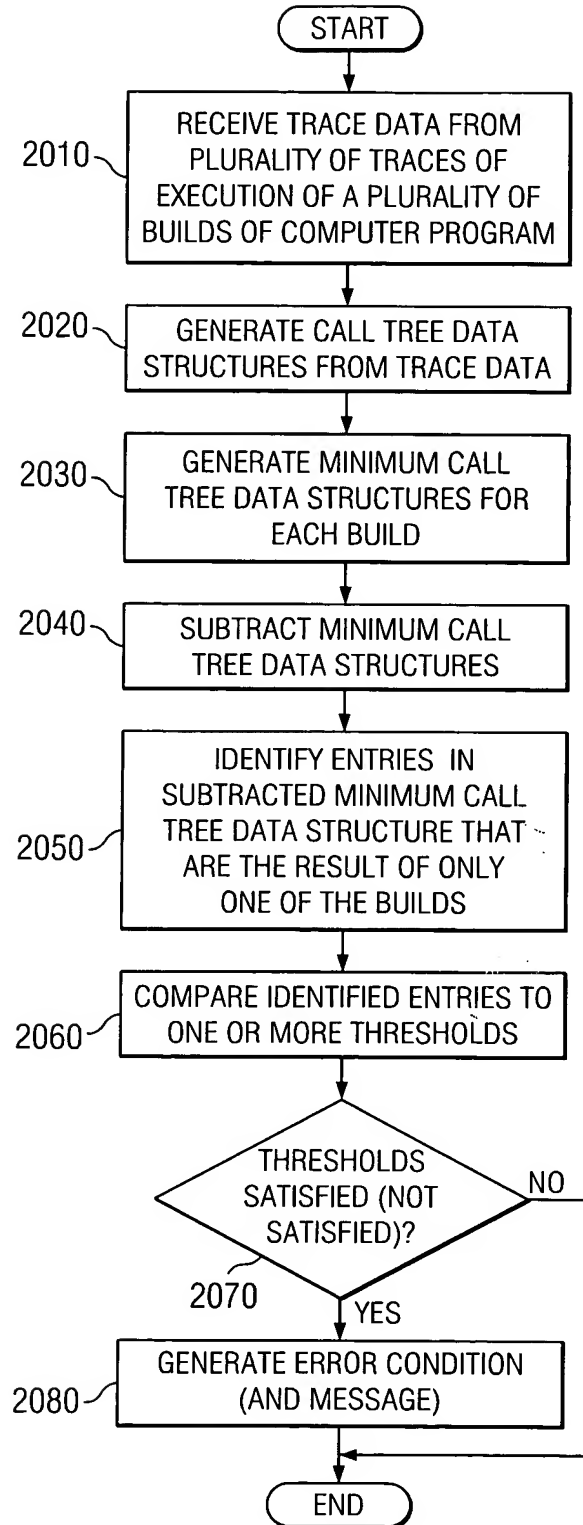 START
2010
RECEIVE TRACE DATA FROM
PLURALITY OF TRACES OF
EXECUTION OF A PLURALITY OF
BUILDS OF COMPUTER PROGRAM
2020
GENERATE CALL TREE DATA
STRUCTURES FROM TRACE DATA
2030
GENERATE MINIMUM CALL
TREE DATA STRUCTURES FOR
EACH BUILD
2040
SUBTRACT MINIMUM CALL
TREE DATA STRUCTURES
2050
IDENTIFY ENTRIES IN
SUBTRACTED MINIMUM CALL
TREE DATA STRUCTURE THAT
ARE THE RESULT OF ONLY
ONE OF THE BUILDS
2060
COMPARE IDENTIFIED ENTRIES TO
ONE OR MORE THRESHOLDS
THRESHOLDS
SATISFIED (NOT
SATISFIED)?
NO
2070
YES
2080
GENERATE ERROR CONDITION
(AND MESSAGE)
END